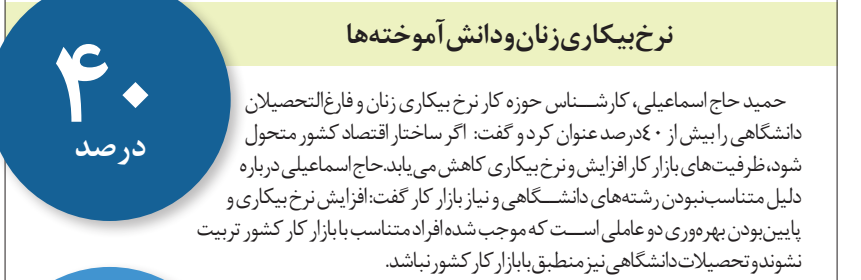 نرخ بیکاری زنان و دانش آموخته‌ها
۴۰
درصد
حمید حاج اسماعیلی، کارشناس حوزه کار نرخ بیکاری زنان و فارغ‌التحصیلان
دانشگاهی را بیش از ۴۰ درصد عنوان کرد و گفت: اگر ساختار اقتصاد کشور متحول
شود، ظرفیت‌های بازار کار افزایش و نرخ بیکاری کاهش می‌یابد. حاج‌اسماعیلی درباره
دلیل متناسب‌نبودن رشته‌های دانشگاهی و نیاز بازار کار گفت: افزایش نرخ بیکاری و
پایین‌بودن بهره‌وری دو عاملی است که موجب شده افراد متناسب با بازار کار کشور تربیت
نشوند و تحصیلات دانشگاهی نیز منطبق با بازار کار کشور نباشد.